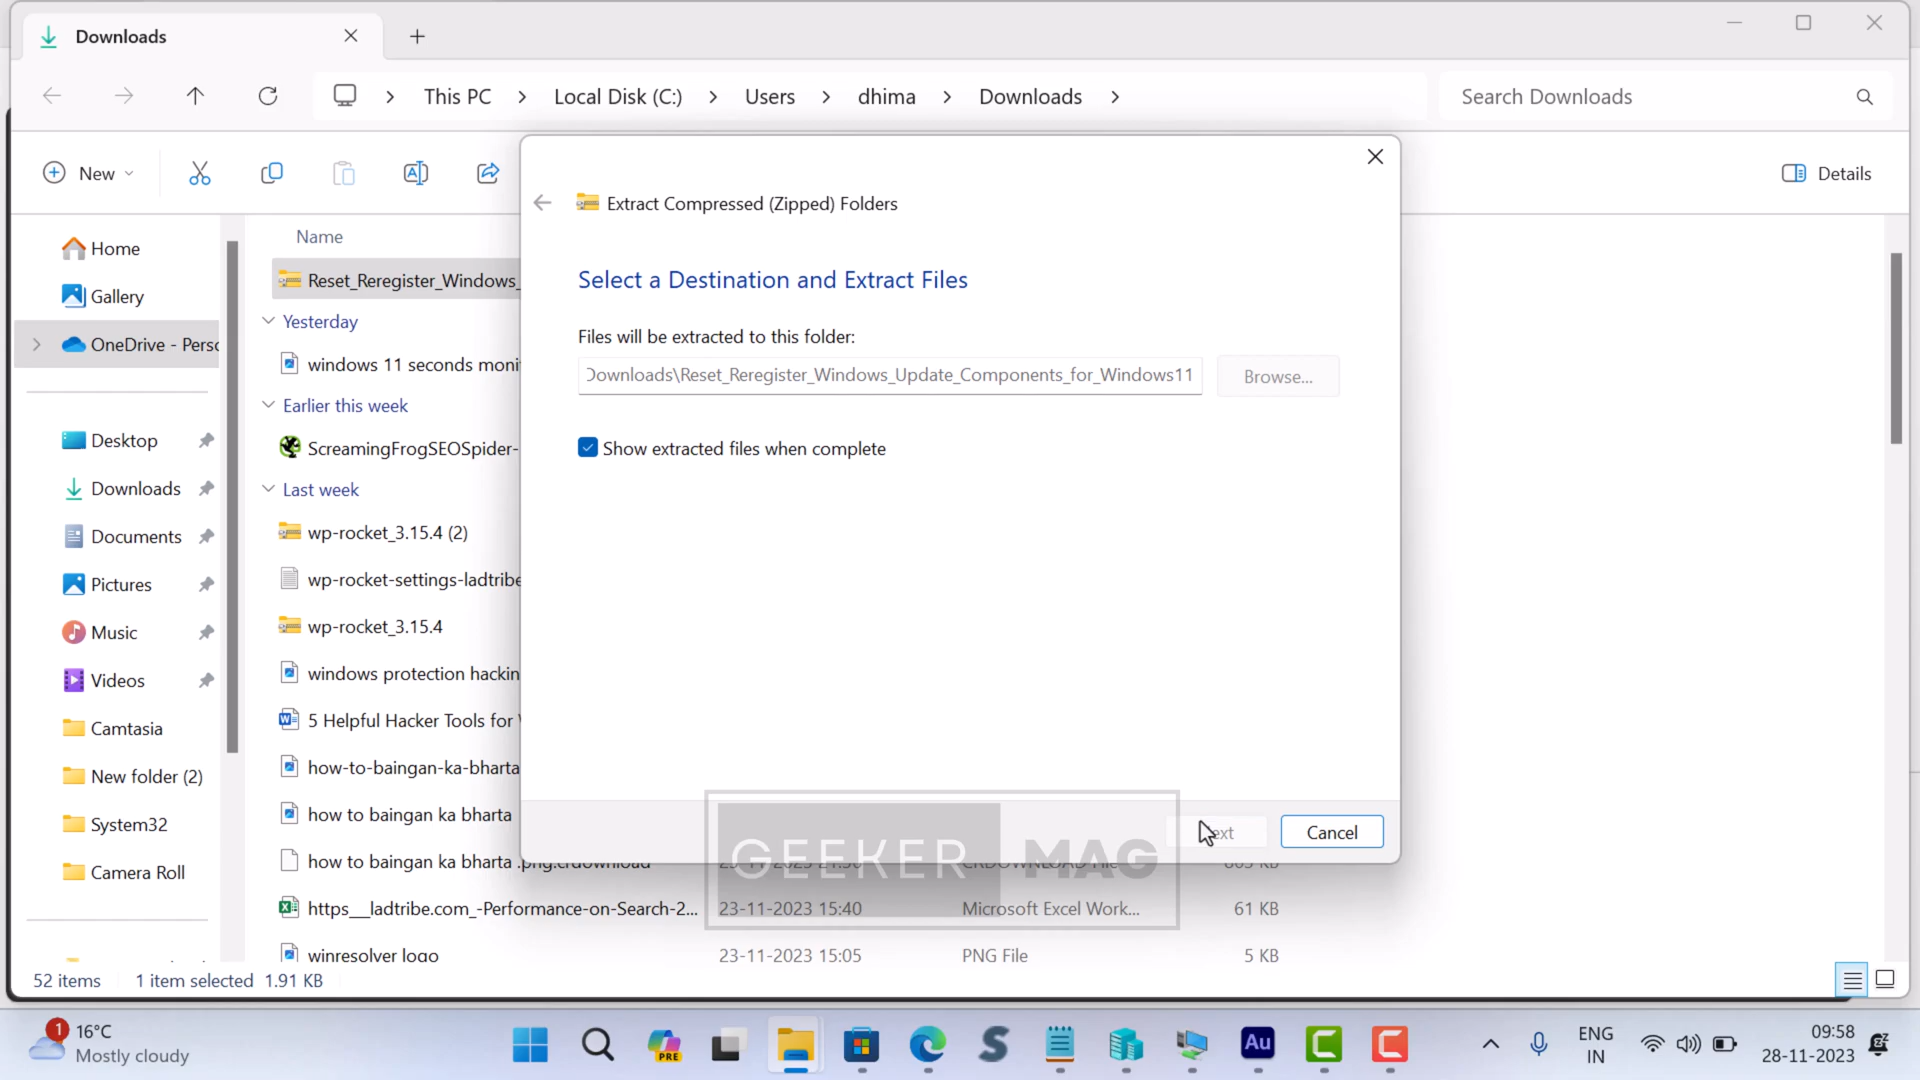 Downloads
This PC
Local Disk (C:)
Users
dhima
Downloads
Search Downloads
New
Details
Extract Compressed (Zipped) Folders
Select a Destination and Extract Files
Files will be extracted to this folder:
Downloads\Reset_Reregister_Windows_Update_Components_for_Windows11
Browse...
Show extracted files when complete
Cancel
Home
Gallery
OneDrive - Perso
Desktop
Downloads
Documents
Pictures
Music
Videos
Camtasia
New folder (2)
System32
Camera Roll
Name
Reset_Reregister_Windows_
Yesterday
windows 11 seconds moni
Earlier this week
ScreamingFrogSEOSpider-
Last week
wp-rocket_3.15.4 (2)
wp-rocket-settings-ladtribe
wp-rocket_3.15.4
windows protection hackin
5 Helpful Hacker Tools for
how-to-baingan-ka-bharta
how to baingan ka bharta
how to baingan ka bharta .png.crdownload
https__ladtribe.com_-Performance-on-Search-2... 23-11-2023 15:40 Microsoft Excel Work... 61 KB
winresolver logo 23-11-2023 15:05 PNG File 5 KB
GEEKER MAG
52 items 1 item selected 1.91 KB
1
16°C
Mostly cloudy
PRE
Au
ENG
IN
09:58
28-11-2023